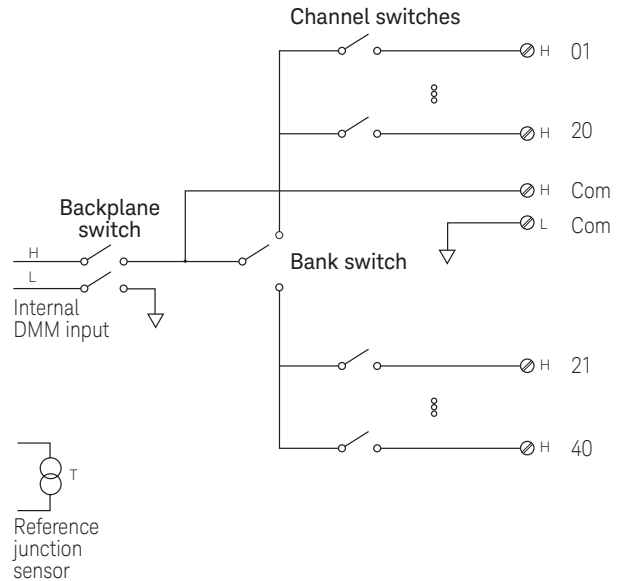 Channel switches
H 01
H 20
H Com
L Com
Backplane
switch
H
L
Internal
DMM input
Bank switch
H 21
H 40
T
Reference
junction
sensor